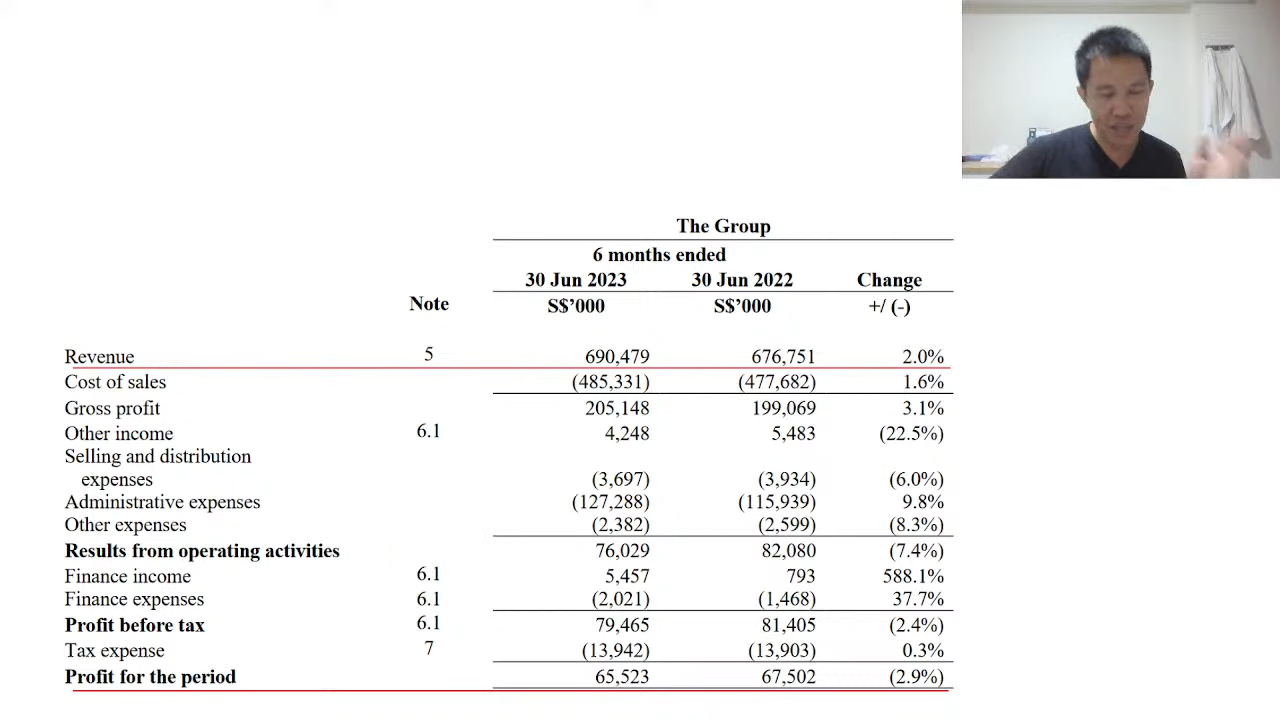 The Group
6 months ended
30 Jun 2023 30 Jun 2022 Change
Note S$'000 S$'000 +/ (-)
Revenue 5 690,479 676,751 2.0%
Cost of sales (485,331) (477,682) 1.6%
Gross profit 205,148 199,069 3.1%
Other income 6.1 4,248 5,483 (22.5%)
Selling and distribution
expenses (3,697) (3,934) (6.0%)
Administrative expenses (127,288) (115,939) 9.8%
Other expenses (2,382) (2,599) (8.3%)
Results from operating activities 76,029 82,080 (7.4%)
Finance income 6.1 5,457 793 588.1%
Finance expenses 6.1 (2,021) (1,468) 37.7%
Profit before tax 6.1 79,465 81,405 (2.4%)
Tax expense 7 (13,942) (13,903) 0.3%
Profit for the period 65,523 67,502 (2.9%)